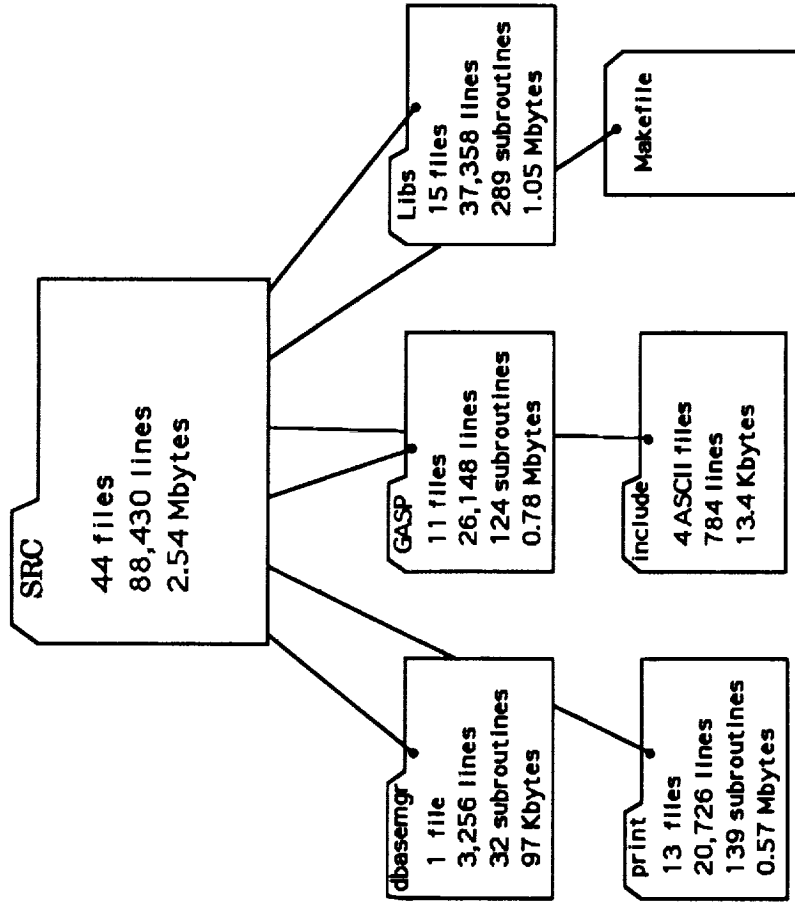 SRC
44 files
88,430 lines
2.54 Mbytes
dbasemgr
1 file
3,256 lines
32 subroutines
97 Kbytes
GASP
11 files
26,148 lines
124 subroutines
0.78 Mbytes
Libs
15 files
37,358 lines
289 subroutines
1.05 Mbytes
print
13 files
20,726 lines
139 subroutines
0.57 Mbytes
include
4 ASCII files
784 lines
13.4 Kbytes
Makefile